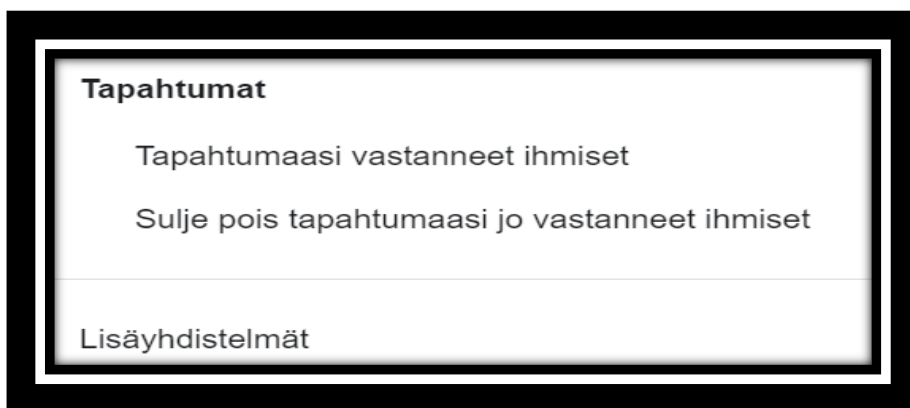 Tapahtumat
Tapahtumaasi vastanneet ihmiset
Sulje pois tapahtumaasi jo vastanneet ihmiset
Lisäyhdistelmät